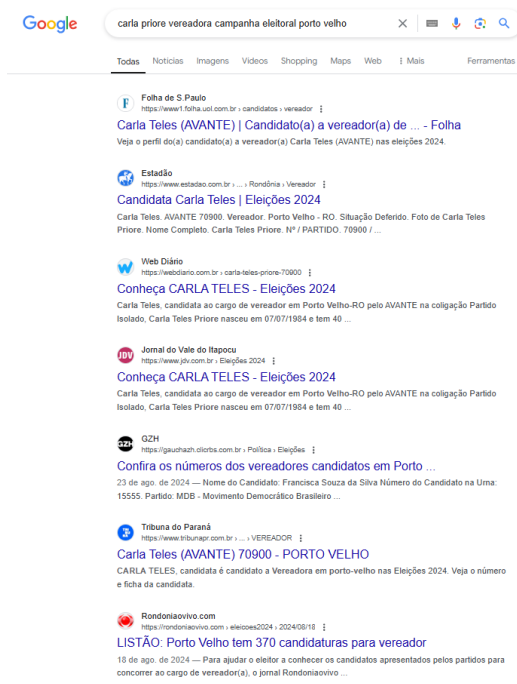 Google
carla priore vereadora campanha eleitoral porto velho
Todas Notícias Imagens Vídeos Shopping Maps Web Mais Ferramentas
Folha de S.Paulo
https://www1.folha.uol.com.br › candidatos › vereador
Carla Teles (AVANTE) | Candidato(a) a vereador(a) de ... - Folha
Veja o perfil do(a) candidato(a) a vereador(a) Carla Teles (AVANTE) nas eleições 2024.
Estadão
https://www.estadao.com.br › ... › Rondônia › Vereador
Candidata Carla Teles | Eleições 2024
Carla Teles. AVANTE 70900. Vereador. Porto Velho - RO. Situação Deferido. Foto de Carla Teles
Priore. Nome Completo. Carla Teles Priore. Nº / PARTIDO. 70900 / ...
Web Diário
https://webdiario.com.br › carla-teles-priore-70900
Conheça CARLA TELES - Eleições 2024
Carla Teles, candidata ao cargo de vereador em Porto Velho-RO pelo AVANTE na coligação Partido
Isolado, Carla Teles Priore nasceu em 07/07/1984 e tem 40 ...
JDV
Jornal do Vale do Itapocu
https://www.jdv.com.br › Eleições 2024
Conheça CARLA TELES - Eleições 2024
Carla Teles, candidata ao cargo de vereador em Porto Velho-RO pelo AVANTE na coligação Partido
Isolado, Carla Teles Priore nasceu em 07/07/1984 e tem 40 ...
GZH
GZH
https://gauchazh.clicrbs.com.br › Política › Eleições
Confira os números dos vereadores candidatos em Porto ...
23 de ago. de 2024 — Nome do Candidato: Francisca Souza da Silva Número do Candidato na Urna:
15555. Partido: MDB - Movimento Democrático Brasileiro ...
Tribuna do Paraná
https://www.tribunapr.com.br › ... › VEREADOR
Carla Teles (AVANTE) 70900 - PORTO VELHO
CARLA TELES, candidata é candidato a Vereadora em porto-velho nas Eleições 2024. Veja o número
e ficha da candidata.
Rondoniaovivo.com
https://rondoniaovivo.com › eleicoes2024 › 2024/08/18
LISTÃO: Porto Velho tem 370 candidaturas para vereador
18 de ago. de 2024 — Para ajudar o eleitor a conhecer os candidatos apresentados pelos partidos para
concorrer ao cargo de vereador(a), o jornal Rondoniaovivo ...